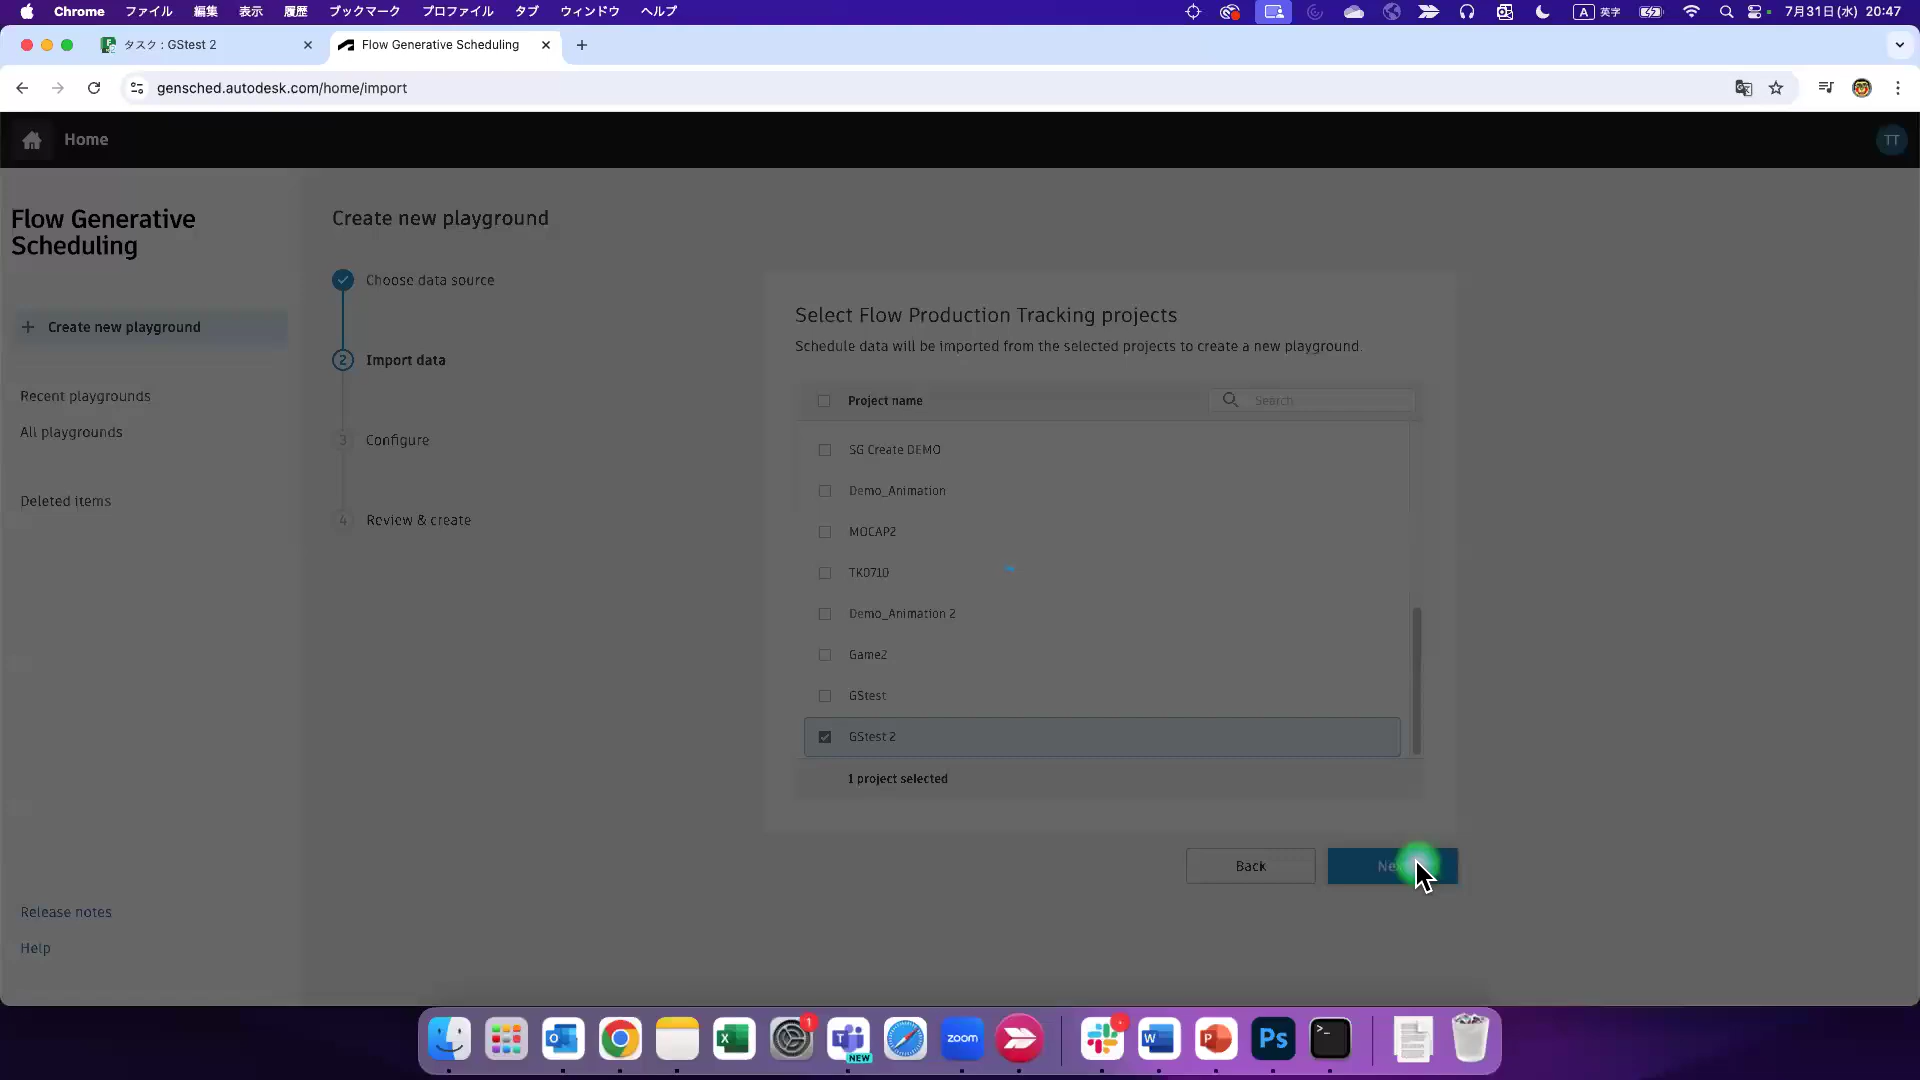 Chrome ファイル 編集 表示 履歴 ブックマーク プロファイル タブ ウィンドウ ヘルプ A 英字 7月31日(水) 20:47
タスク : GStest 2
Flow Generative Scheduling
gensched.autodesk.com/home/import
Home
TT
Flow Generative
Scheduling
Create new playground
Recent playgrounds
All playgrounds
Deleted items
Release notes
Help
Create new playground
Choose data source
2 Import data
3 Configure
4 Review & create
Select Flow Production Tracking projects
Schedule data will be imported from the selected projects to create a new playground.
Project name
Search
SG Create DEMO
Demo_Animation
MOCAP2
TK0710
Demo_Animation 2
Game2
GStest
GStest 2
1 project selected
Back
1
NEW
zoom
W
P
Ps